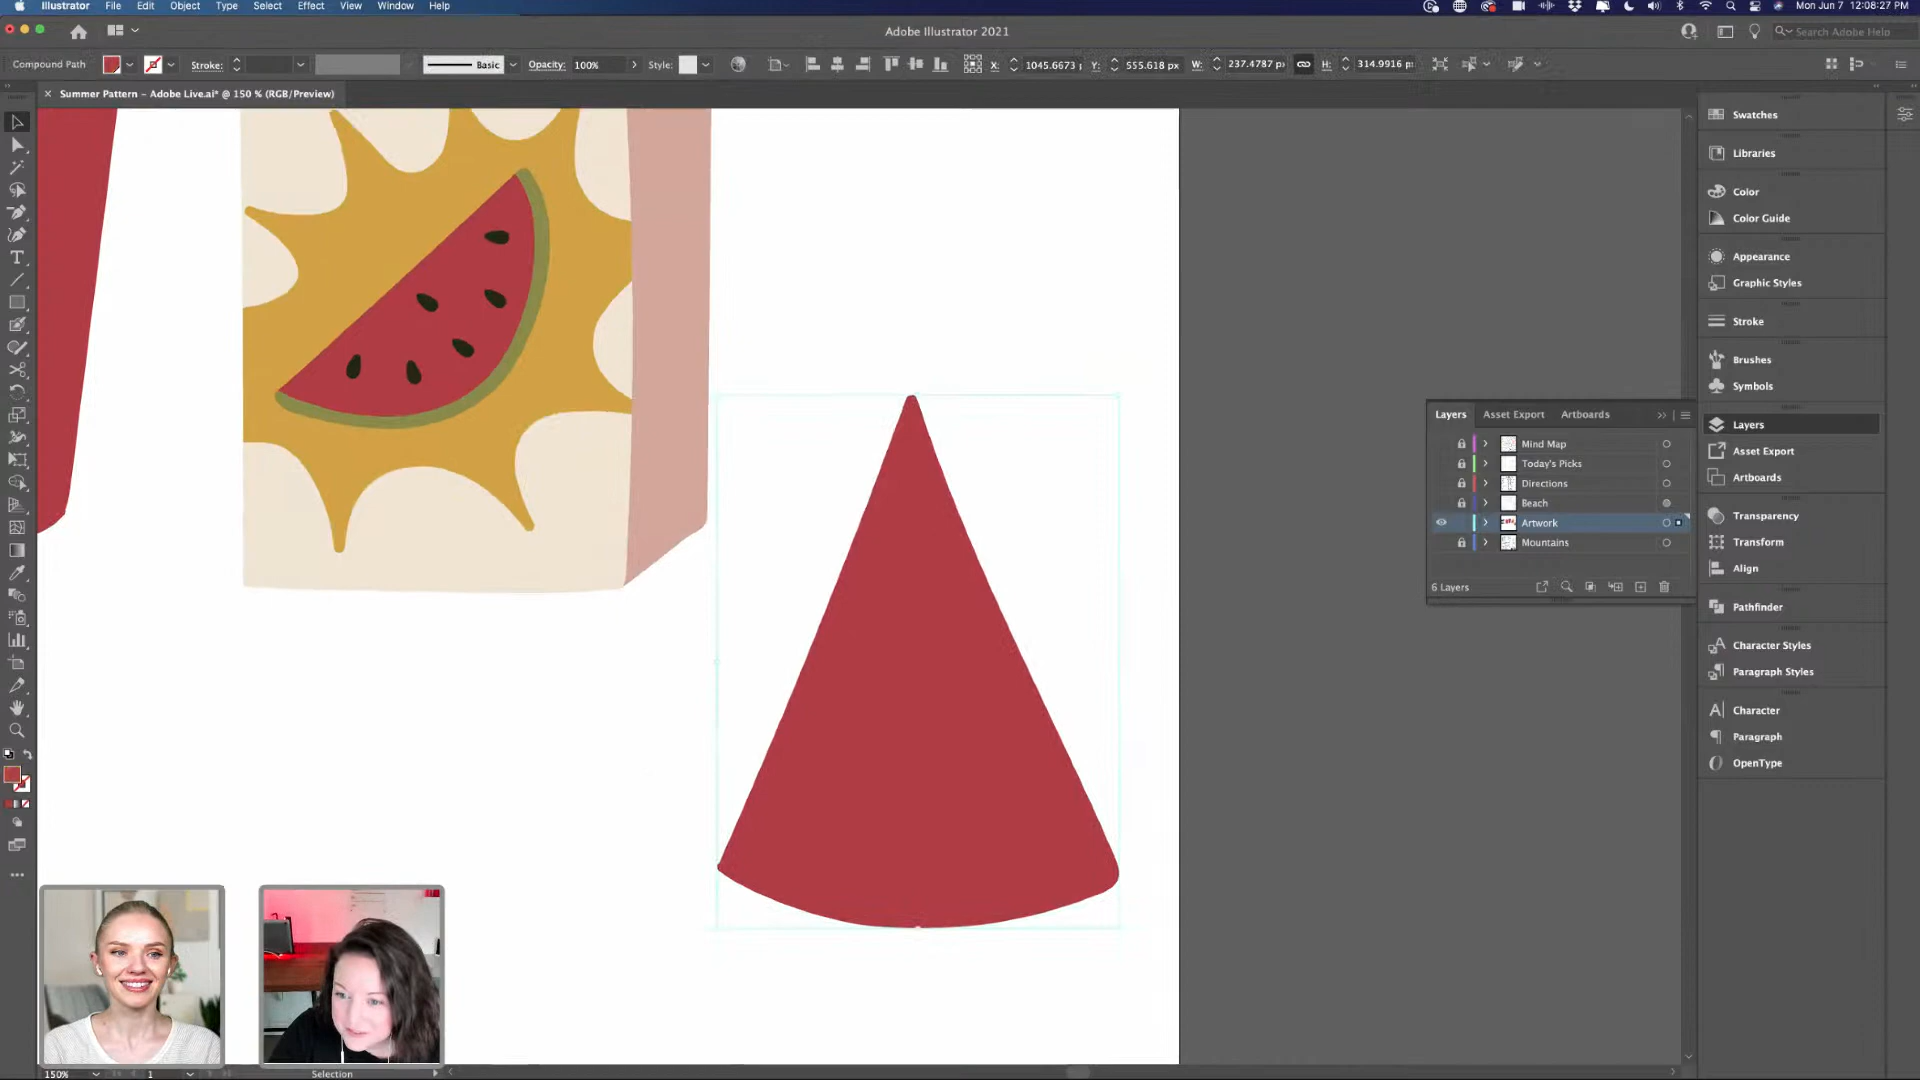 Illustrator File Edit Object Type Select Effect View Window Help
Mon Jun 7 12:08:27 PM
Adobe Illustrator 2021
Search Adobe Help
Compound Path
Stroke:
Basic
Opacity: 100%
Style:
X: 1045.6673
Y: 555.618 px
W: 237.4787 px
H: 314.9916 px
× Summer Pattern – Adobe Live.ai* @ 150 % (RGB/Preview)
Swatches
Libraries
Color
Color Guide
Appearance
Graphic Styles
Stroke
Brushes
Symbols
Layers
Asset Export
Artboards
Transparency
Transform
Align
Pathfinder
Character Styles
Paragraph Styles
Character
Paragraph
OpenType
Layers Asset Export Artboards
Mind Map
Today's Picks
Directions
Beach
Artwork
Mountains
6 Layers
150%
1
Selection